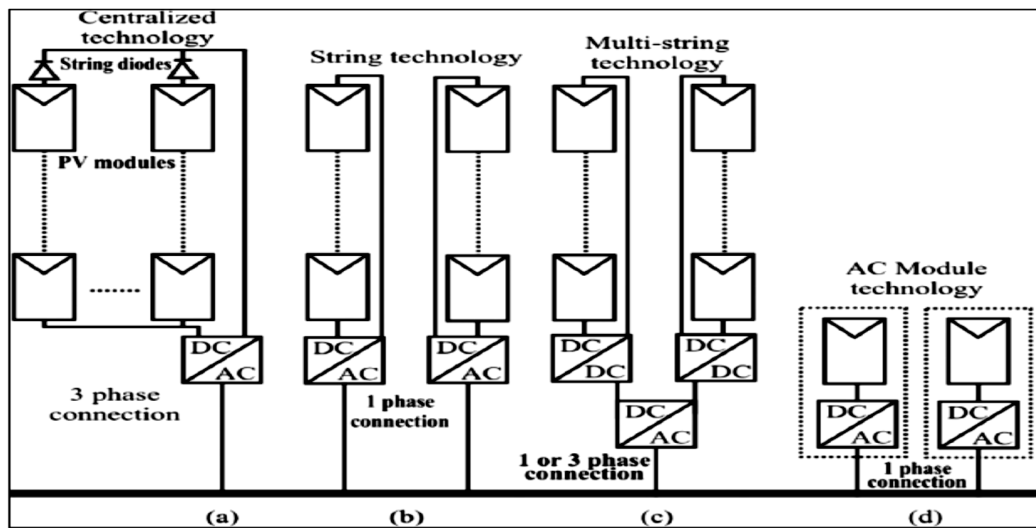 Centralized
technology
String diodes
PV modules
DC
AC
3 phase
connection
String technology
DC
AC
DC
AC
1 phase
connection
Multi-string
technology
DC
DC
DC
DC
DC
AC
1 or 3 phase
connection
AC Module
technology
DC
AC
DC
AC
1 phase
connection
(a)
(b)
(c)
(d)